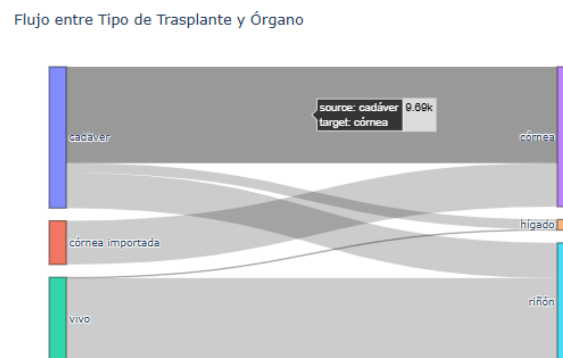 Flujo entre Tipo de Trasplante y Órgano
source: cadáver 9.69k
target: córnea
cadáver
córnea
hígado
córnea importada
riñón
vivo